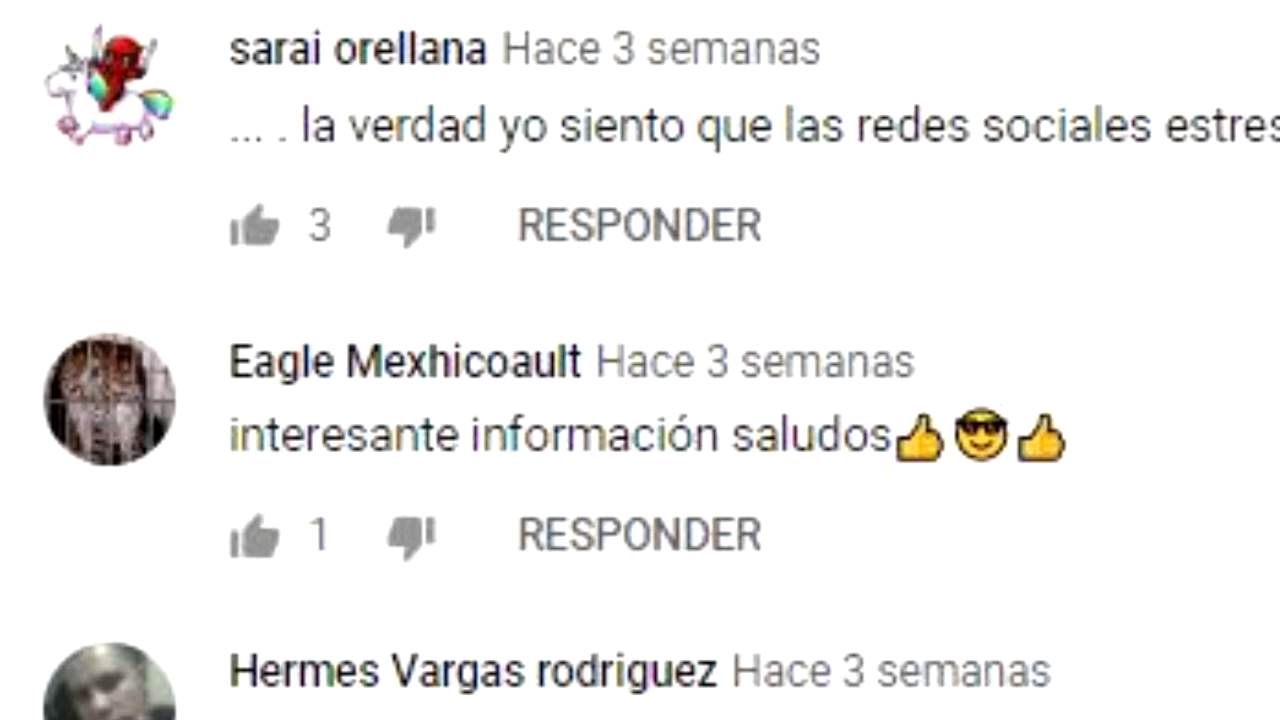 sarai orellana Hace 3 semanas
... . la verdad yo siento que las redes sociales estres
3 RESPONDER
Eagle Mexhicoault Hace 3 semanas
interesante información saludos👍😎👍
1 RESPONDER
Hermes Vargas rodriguez Hace 3 semanas